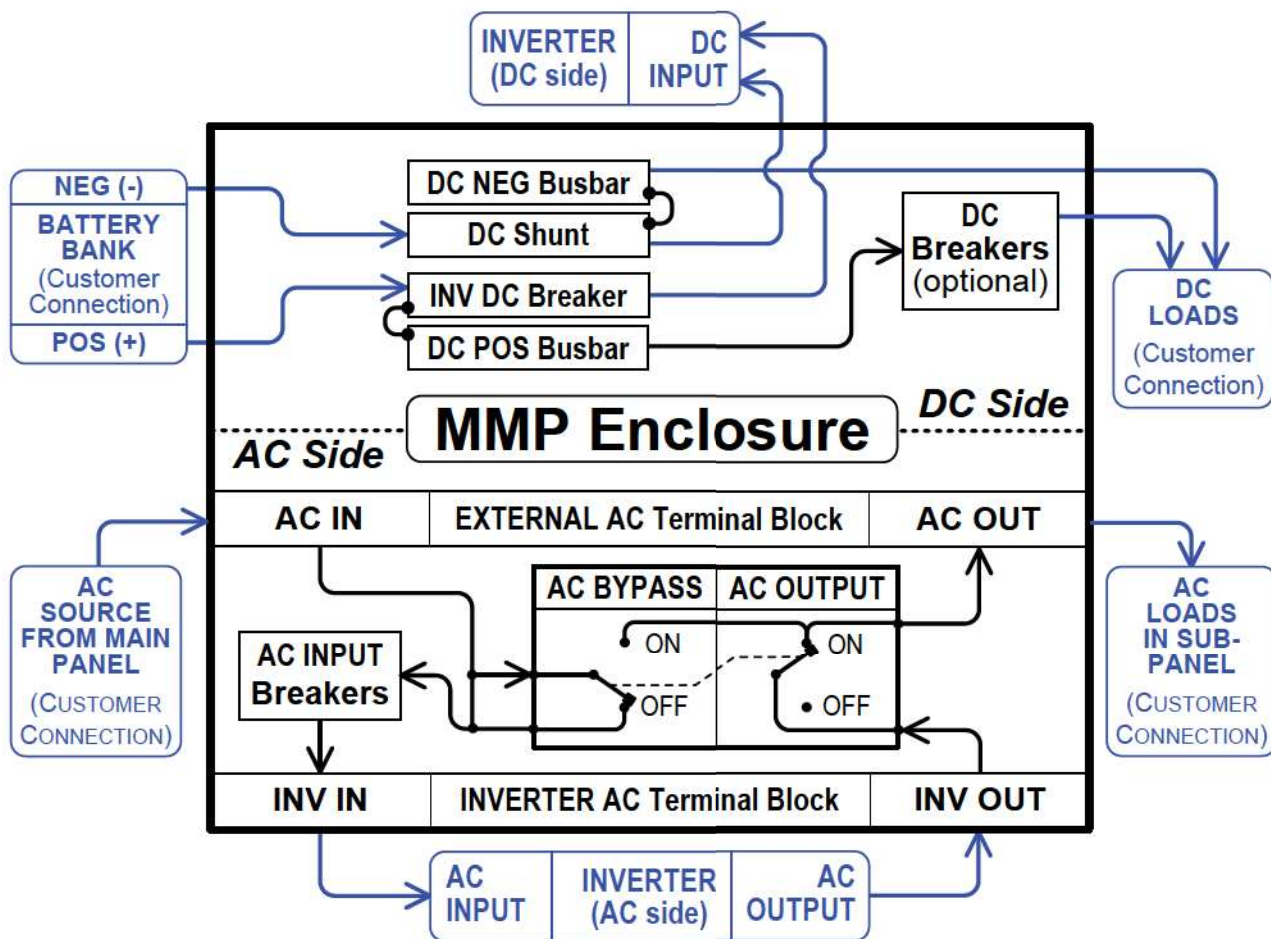 INVERTER
(DC side)
DC
INPUT
NEG (-)
BATTERY
BANK
(Customer
Connection)
POS (+)
DC NEG Busbar
DC Shunt
INV DC Breaker
DC POS Busbar
DC
Breakers
(optional)
DC
LOADS
(Customer
Connection)
MMP Enclosure
DC Side
AC Side
AC IN
EXTERNAL AC Terminal Block
AC OUT
AC
SOURCE
FROM MAIN
PANEL
(CUSTOMER
CONNECTION)
AC BYPASS
AC OUTPUT
ON
OFF
ON
OFF
AC INPUT
Breakers
AC
LOADS
IN SUB-
PANEL
(CUSTOMER
CONNECTION)
INV IN
INVERTER AC Terminal Block
INV OUT
AC
INPUT
INVERTER
(AC side)
AC
OUTPUT